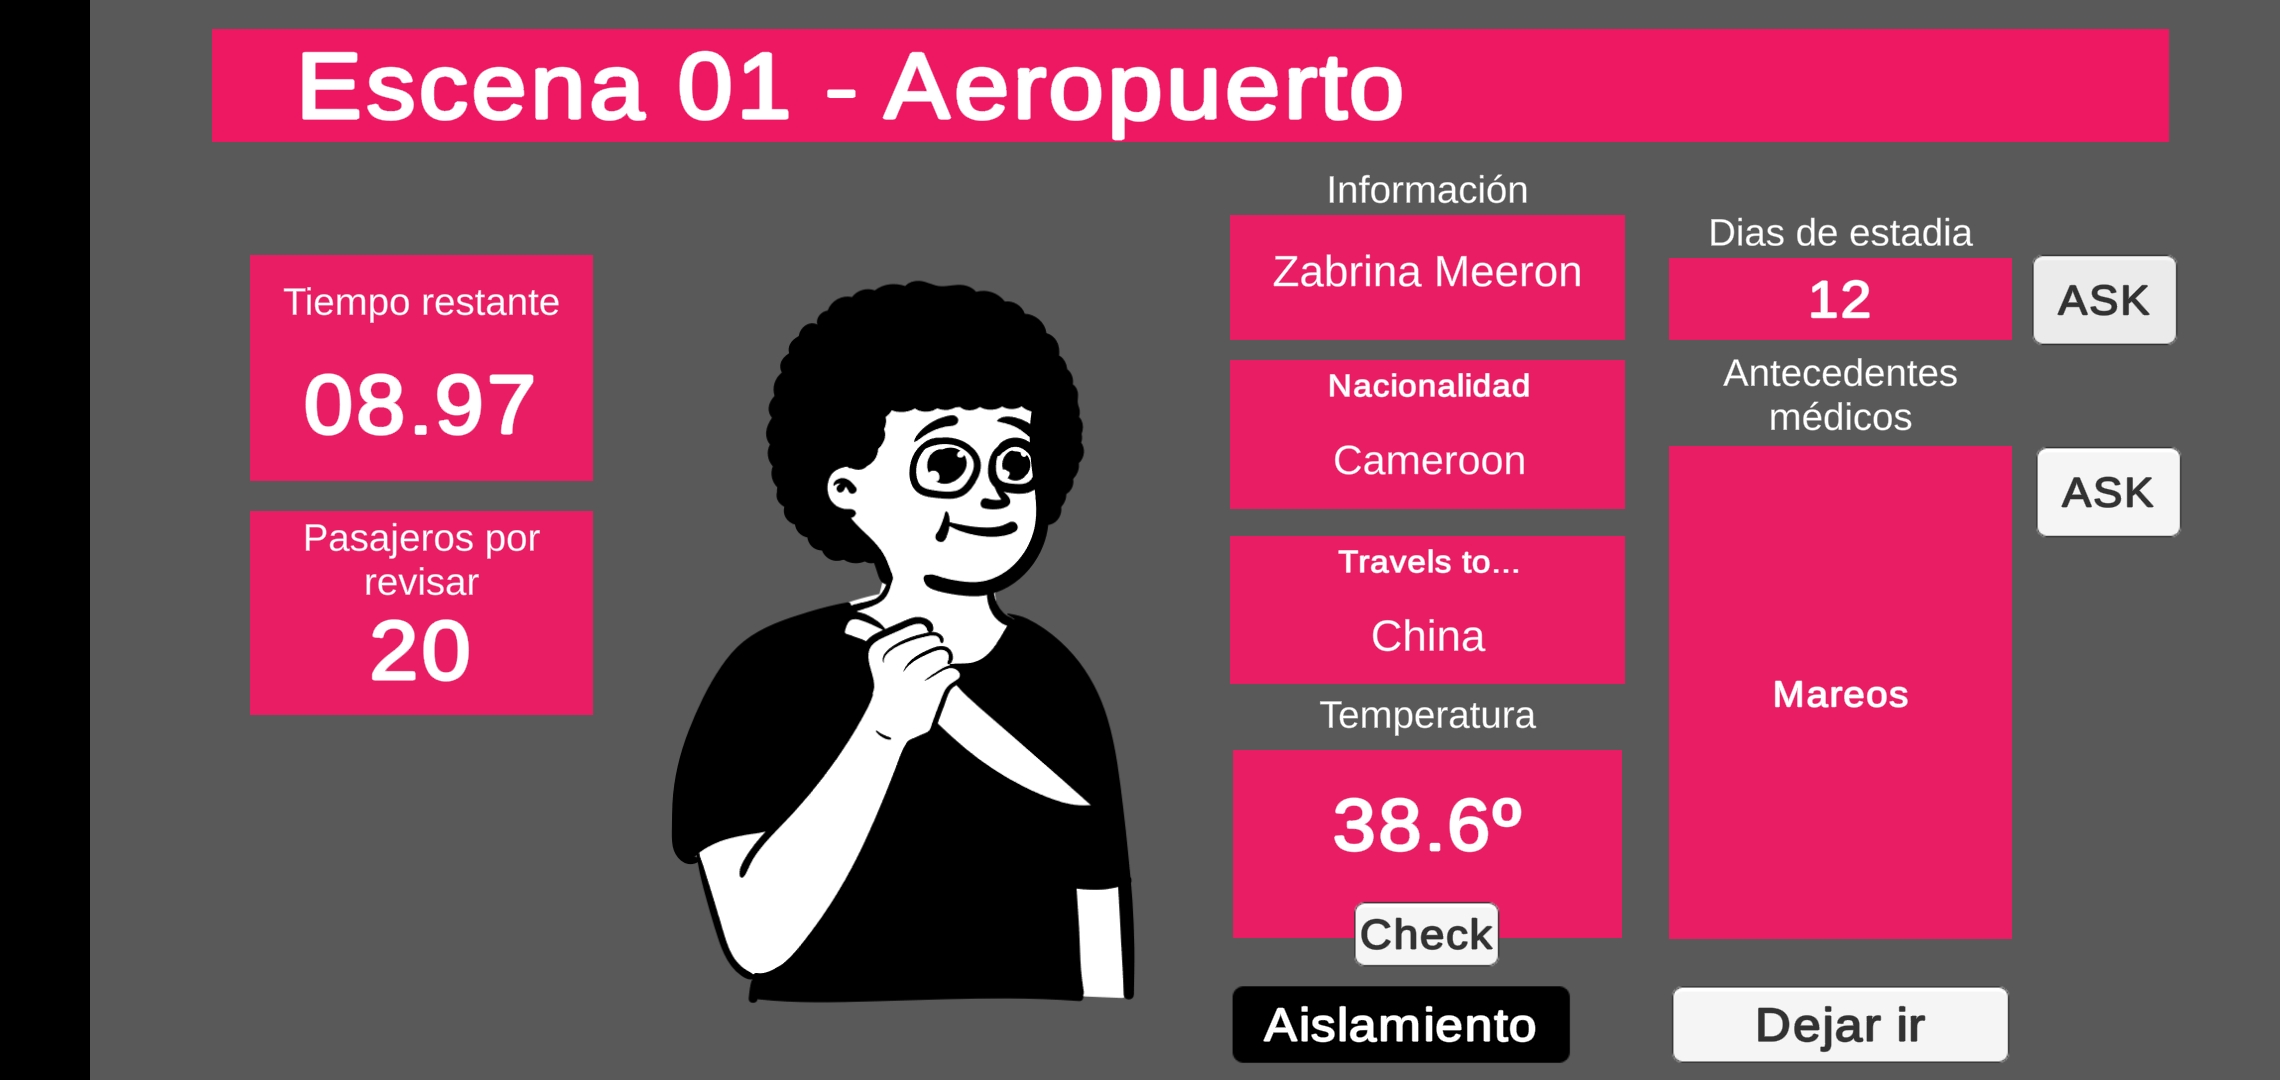 Escena 01 - Aeropuerto
Tiempo restante
08.97
Pasajeros por
revisar
20
Información
Zabrina Meeron
Nacionalidad
Cameroon
Travels to...
China
Temperatura
38.6º
Check
Aislamiento
Dias de estadia
12
ASK
Antecedentes
médicos
ASK
Mareos
Dejar ir